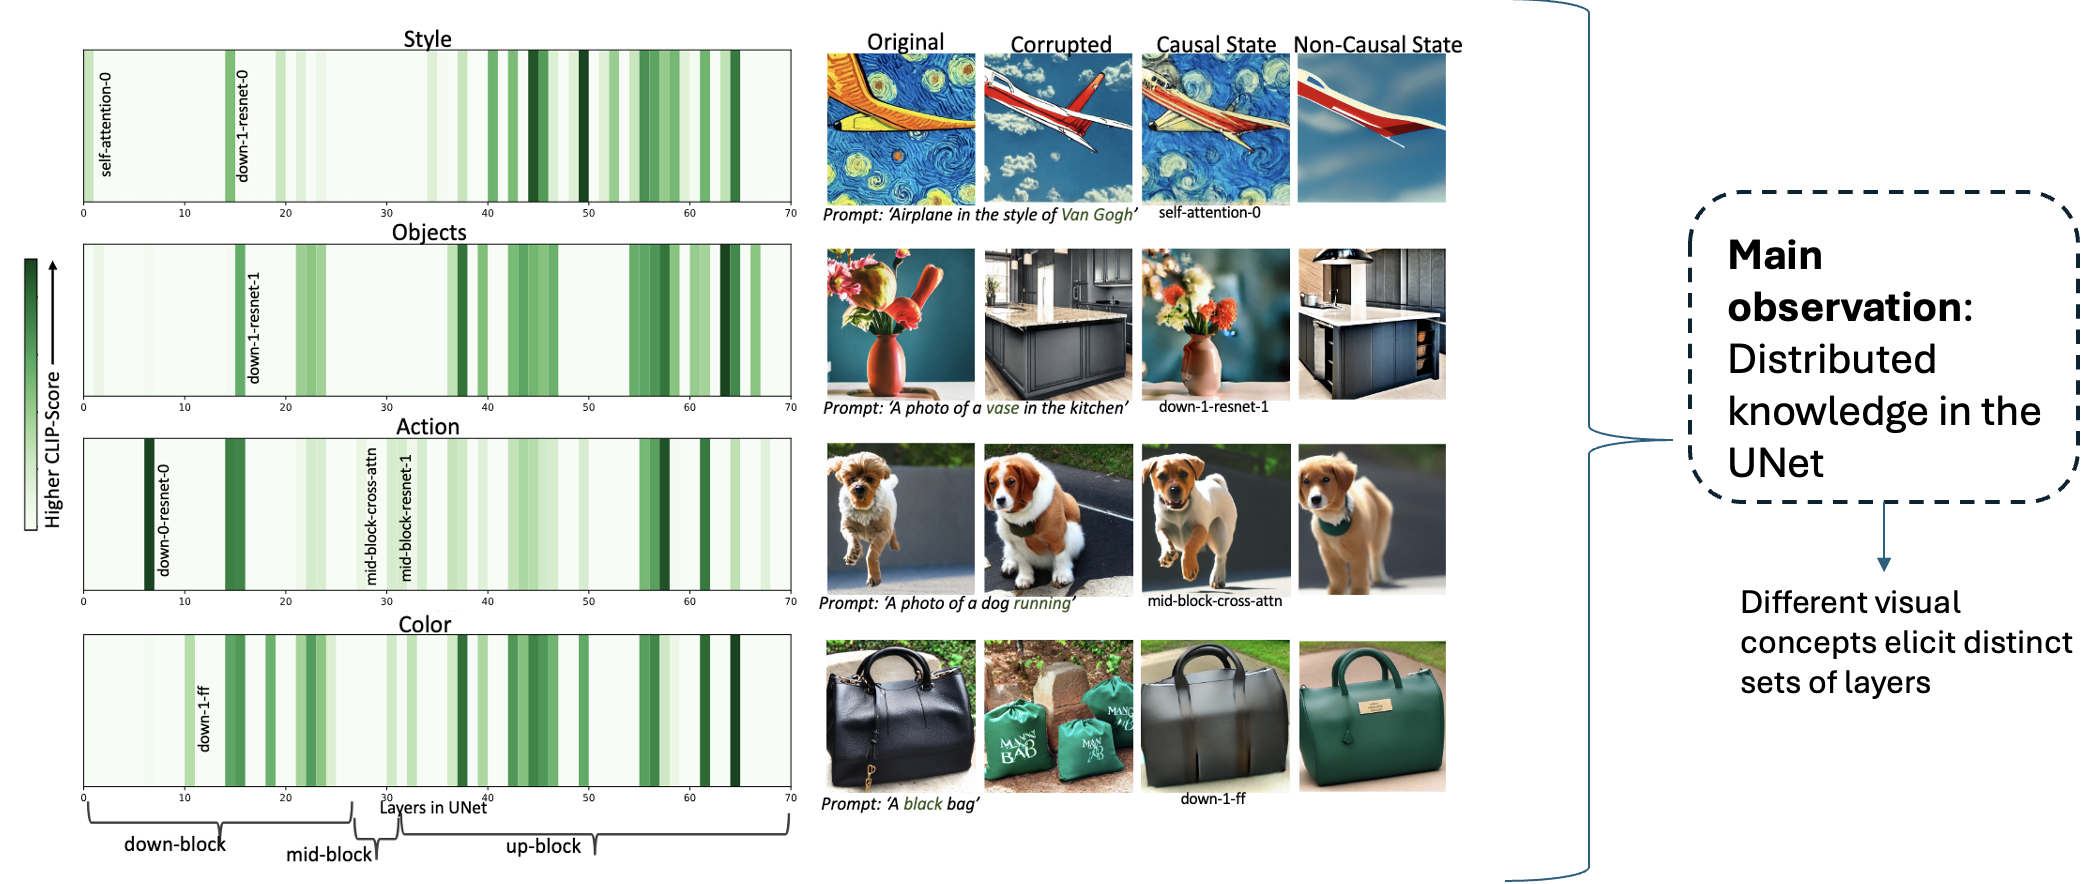 Style
self-attention-0
down-1-resnet-0
0 10 20 30 40 50 60 70
Objects
down-1-resnet-1
0 10 20 30 40 50 60 70
Action
down-0-resnet-0
mid-block-cross-attn
mid-block-resnet-1
0 10 20 30 40 50 60 70
Color
down-1-ff
0 10 20 30 40 50 60 70
Layers in UNet
down-block
mid-block
up-block
Higher CLIP-Score
Original Corrupted Causal State Non-Causal State
Prompt: ‘Airplane in the style of Van Gogh’
self-attention-0
Prompt: ‘A photo of a vase in the kitchen’
down-1-resnet-1
Prompt: ‘A photo of a dog running’
mid-block-cross-attn
MAN
BAD
Prompt: ‘A black bag’
down-1-ff
Main
observation:
Distributed
knowledge in the
UNet
Different visual
concepts elicit distinct
sets of layers